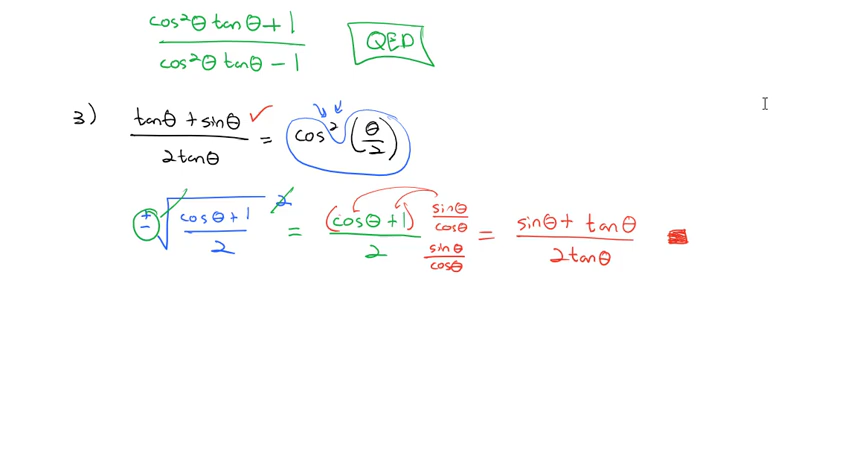 cos²θ tanθ + 1
cos²θ tanθ - 1
QED
3) (tanθ + sinθ) / (2tanθ) = cos² (θ/2)
± √((cosθ + 1) / 2) ² = ((cosθ + 1) / 2) (sinθ/cosθ) / (sinθ/cosθ) = (sinθ + tanθ) / (2tanθ) ■